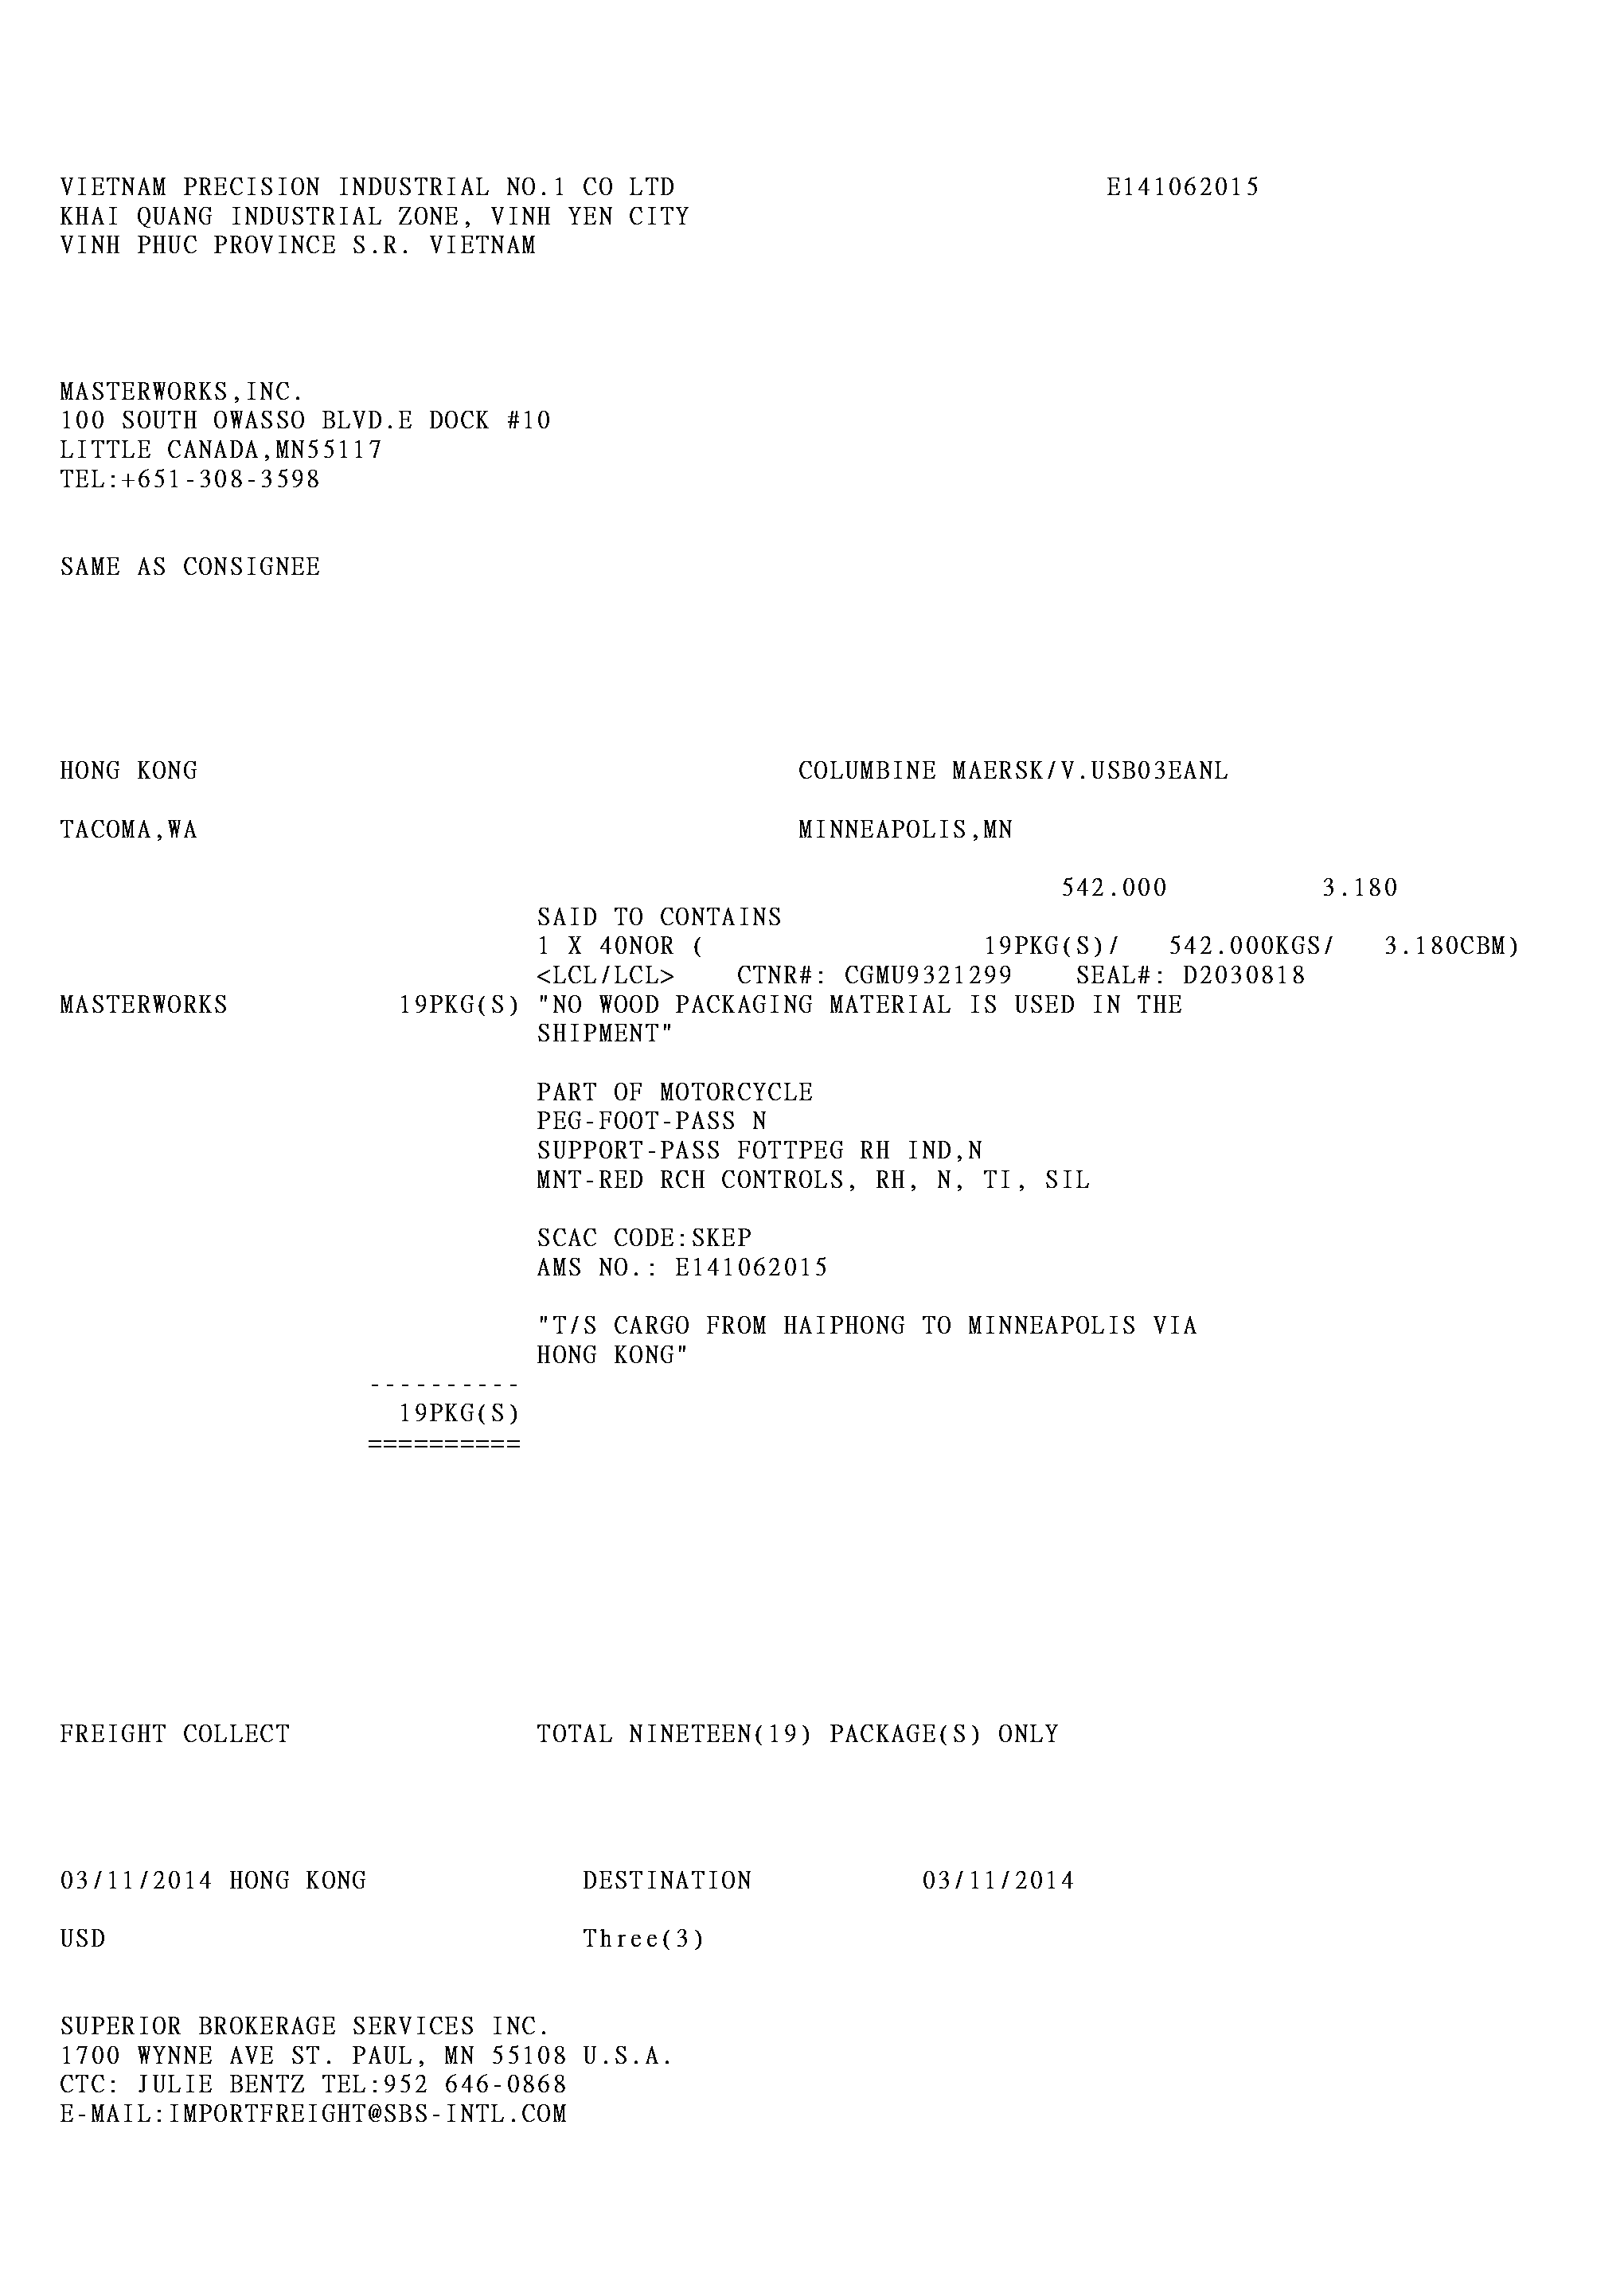 VIETNAM PRECISION INDUSTRIAL NO.1 CO LTD E141062015
KHAI QUANG INDUSTRIAL ZONE, VINH YEN CITY
VINH PHUC PROVINCE S.R. VIETNAM
MASTERWORKS,INC.
100 SOUTH OWASSO BLVD.E DOCK #10
LITTLE CANADA,MN55117
TEL:+651-308-3598
SAME AS CONSIGNEE
HONG KONG COLUMBINE MAERSK/V.USB03EANL
TACOMA,WA MINNEAPOLIS,MN
542.000 3.180
SAID TO CONTAINS
1 X 40NOR ( 19PKG(S)/ 542.000KGS/ 3.180CBM)
<LCL/LCL> CTNR#: CGMU9321299 SEAL#: D2030818
MASTERWORKS 19PKG(S) "NO WOOD PACKAGING MATERIAL IS USED IN THE
SHIPMENT"
PART OF MOTORCYCLE
PEG-FOOT-PASS N
SUPPORT-PASS FOTTPEG RH IND,N
MNT-RED RCH CONTROLS, RH, N, TI, SIL
SCAC CODE:SKEP
AMS NO.: E141062015
"T/S CARGO FROM HAIPHONG TO MINNEAPOLIS VIA
HONG KONG"
----------
19PKG(S)
==========
FREIGHT COLLECT TOTAL NINETEEN(19) PACKAGE(S) ONLY
03/11/2014 HONG KONG DESTINATION 03/11/2014
USD Three(3)
SUPERIOR BROKERAGE SERVICES INC.
1700 WYNNE AVE ST. PAUL, MN 55108 U.S.A.
CTC: JULIE BENTZ TEL:952 646-0868
E-MAIL:IMPORTFREIGHT@SBS-INTL.COM